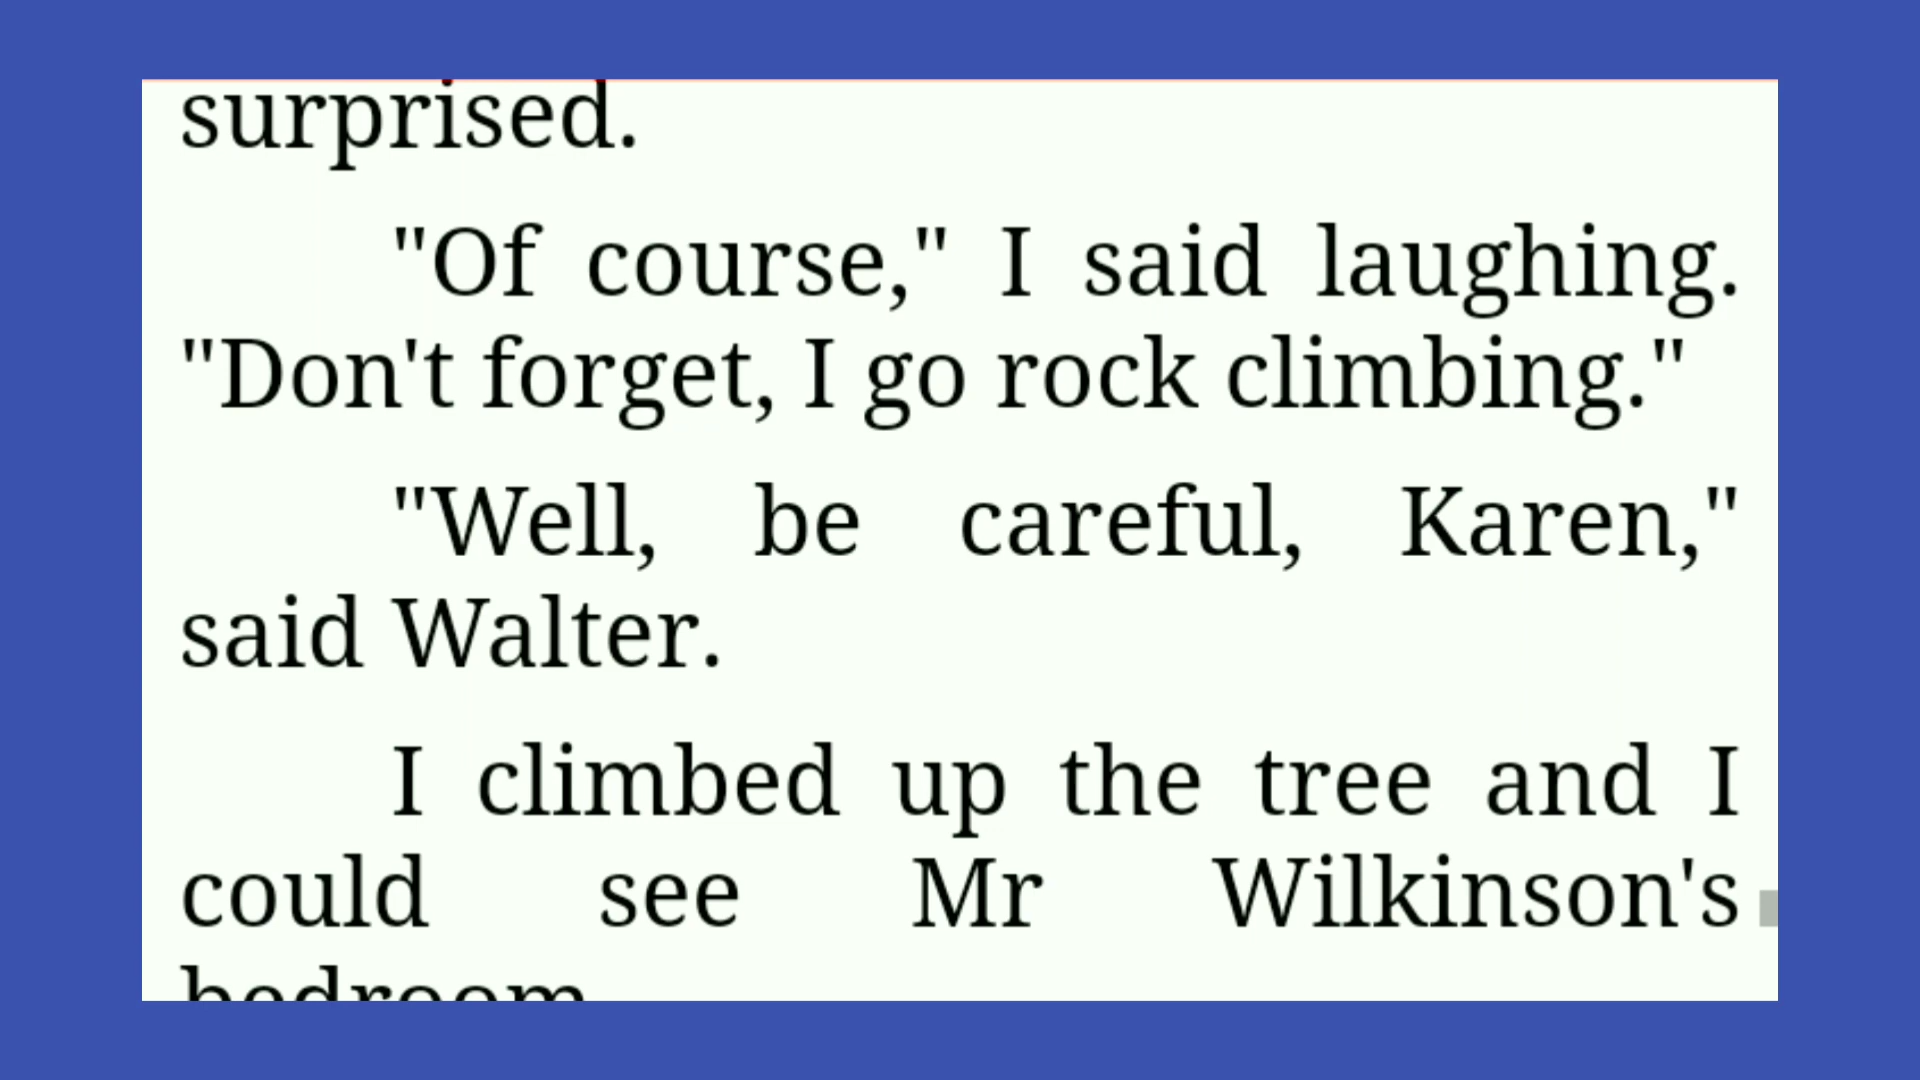 surprised.
"Of course," I said laughing.
"Don't forget, I go rock climbing."
"Well, be careful, Karen,"
said Walter.
I climbed up the tree and I
could see Mr Wilkinson's
bedroom